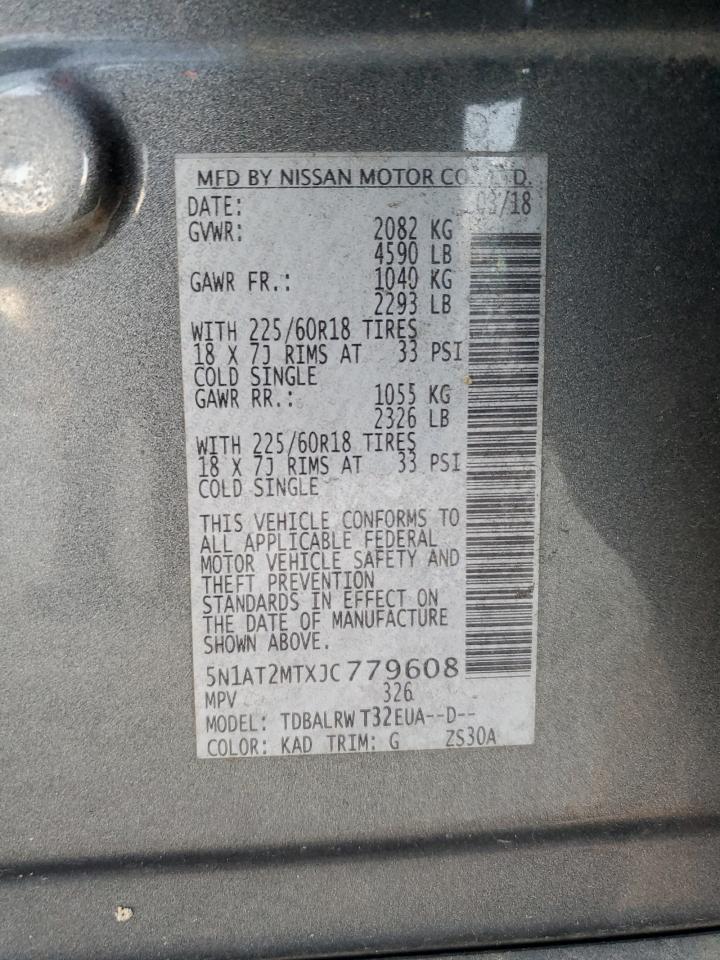 MFD BY NISSAN MOTOR CO., LTD.
DATE: 03/18
GVWR: 2082 KG
4590 LB
GAWR FR.: 1040 KG
2293 LB
WITH 225/60R18 TIRES
18 X 7J RIMS AT 33 PSI
COLD SINGLE
GAWR RR.: 1055 KG
2326 LB
WITH 225/60R18 TIRES
18 X 7J RIMS AT 33 PSI
COLD SINGLE
THIS VEHICLE CONFORMS TO
ALL APPLICABLE FEDERAL
MOTOR VEHICLE SAFETY AND
THEFT PREVENTION
STANDARDS IN EFFECT ON
THE DATE OF MANUFACTURE
SHOWN ABOVE.
5N1AT2MTXJC779608
MPV 326
MODEL: TDBALRW T32EUA--D--
COLOR: KAD TRIM: G ZS30A